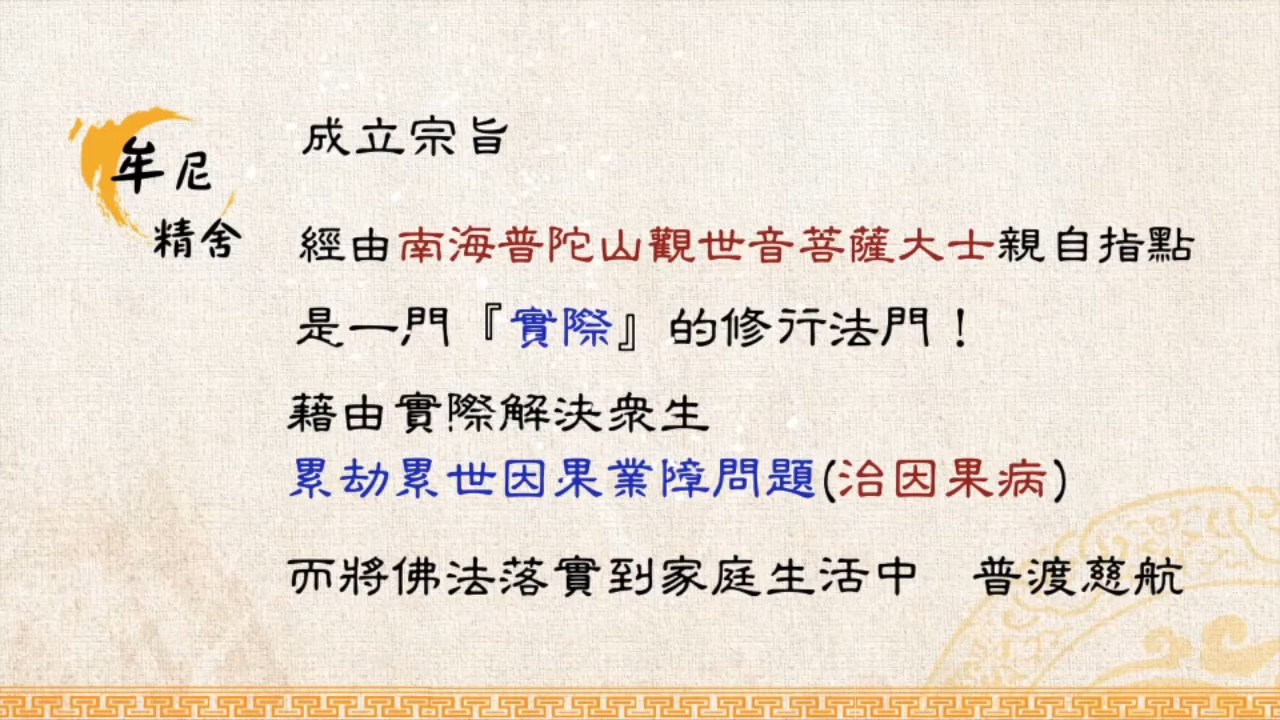 牟尼
精舍
成立宗旨
經由南海普陀山觀世音菩薩大士親自指點
是一門『實際』的修行法門！
藉由實際解決衆生
累劫累世因果業障問題(治因果病)
而將佛法落實到家庭生活中　普渡慈航